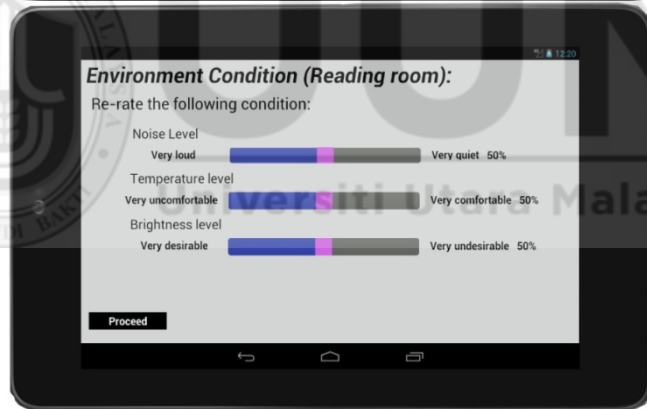 12:20
Environment Condition (Reading room):
Re-rate the following condition:
Noise Level
Very loud Very quiet 50%
Temperature level
Very uncomfortable Very comfortable 50%
Brightness level
Very desirable Very undesirable 50%
Proceed
Universiti Utara Mala